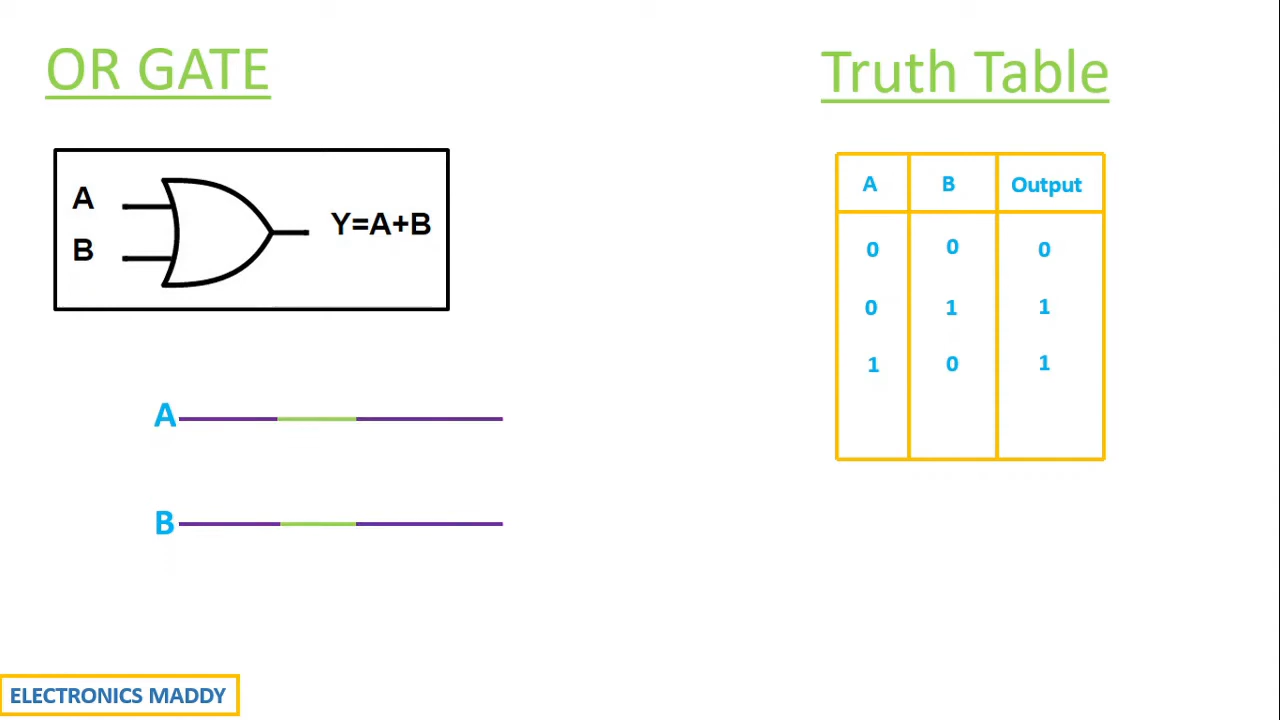 OR GATE
Truth Table
A
B
Y=A+B
A B Output
0 0 0
0 1 1
1 0 1
A
B
ELECTRONICS MADDY